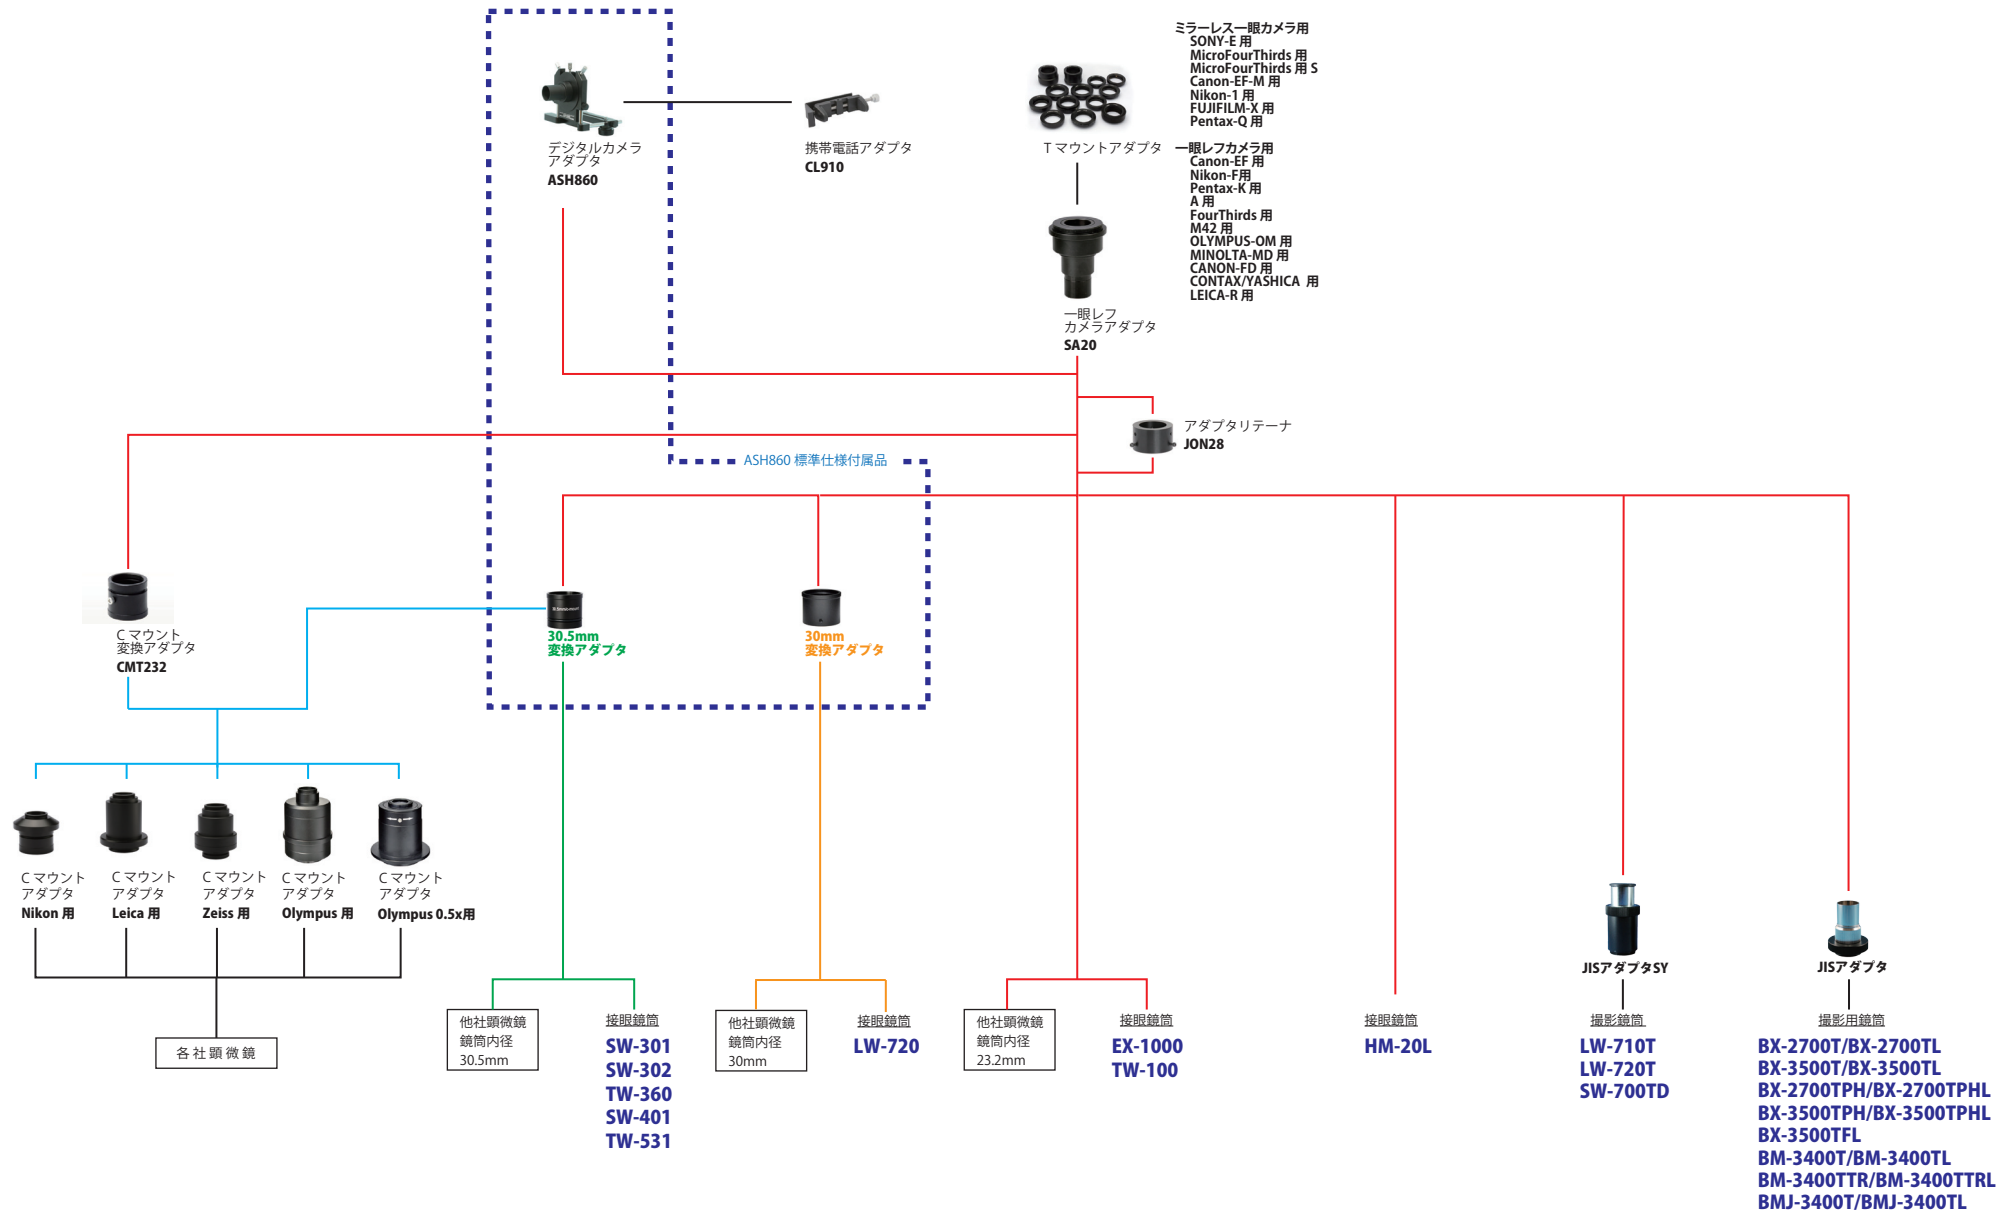 ミラーレス一眼カメラ用
SONY-E 用
MicroFourThirds 用
MicroFourThirds 用 S
Canon-EF-M 用
Nikon-1 用
FUJIFILM-X 用
Pentax-Q 用
デジタルカメラ
アダプタ
ASH860
携帯電話アダプタ
CL910
T マウントアダプタ
一眼レフカメラ用
Canon-EF 用
Nikon-F用
Pentax-K 用
A 用
FourThirds 用
M42 用
OLYMPUS-OM 用
MINOLTA-MD 用
CANON-FD 用
CONTAX/YASHICA 用
LEICA-R 用
一眼レフ
カメラアダプタ
SA20
アダプタリテーナ
JON28
ASH860 標準仕様付属品
C マウント
変換アダプタ
CMT232
30.5mm
変換アダプタ
30mm
変換アダプタ
C マウント
アダプタ
Nikon 用
C マウント
アダプタ
Leica 用
C マウント
アダプタ
Zeiss 用
C マウント
アダプタ
Olympus 用
C マウント
アダプタ
Olympus 0.5x用
JISアダプタSY
JISアダプタ
各社顕微鏡
他社顕微鏡
鏡筒内径
30.5mm
接眼鏡筒
SW-301
SW-302
TW-360
SW-401
TW-531
他社顕微鏡
鏡筒内径
30mm
接眼鏡筒
LW-720
他社顕微鏡
鏡筒内径
23.2mm
接眼鏡筒
EX-1000
TW-100
接眼鏡筒
HM-20L
撮影鏡筒
LW-710T
LW-720T
SW-700TD
撮影用鏡筒
BX-2700T/BX-2700TL
BX-3500T/BX-3500TL
BX-2700TPH/BX-2700TPHL
BX-3500TPH/BX-3500TPHL
BX-3500TFL
BM-3400T/BM-3400TL
BM-3400TTR/BM-3400TTRL
BMJ-3400T/BMJ-3400TL